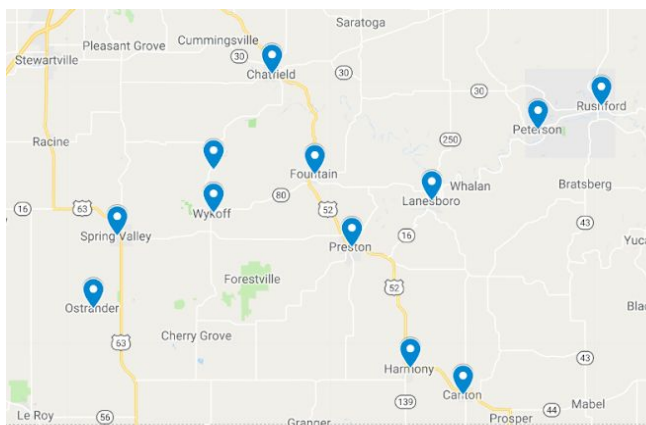 Saratoga
Cummingsville
Pleasant Grove
Stewartville
30
Chatfield
30
30
Rushford
Peterson
Racine
250
Fountain
Whalan
Bratsberg
80
Lanesboro
16
63
Wykoff
52
43
Spring Valley
16
Preston
Yuca
Forestville
52
Ostrander
Blac
Cherry Grove
63
43
Harmony
Canton
139
Mabel
Le Roy
56
44
Prosper
Granger